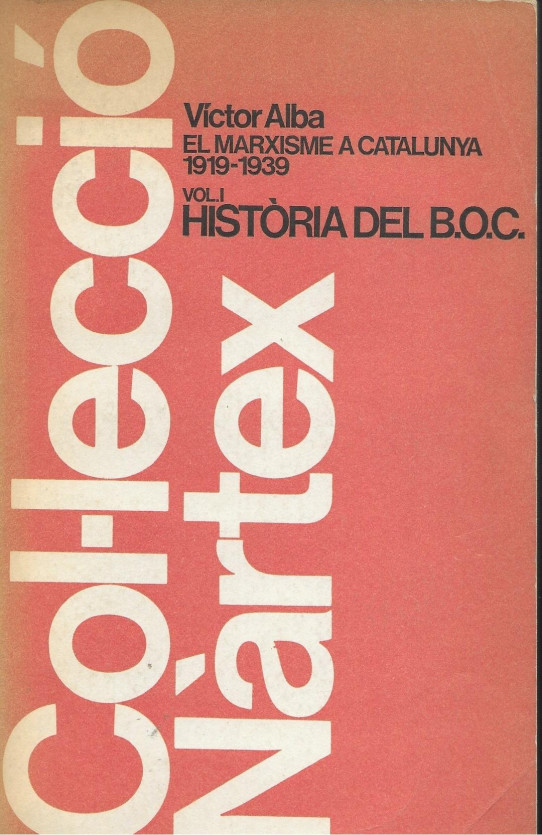 Víctor Alba
EL MARXISME A CATALUNYA
1919-1939
VOL.I
HISTÒRIA DEL B.O.C.
Col·lecció
Nàrtex